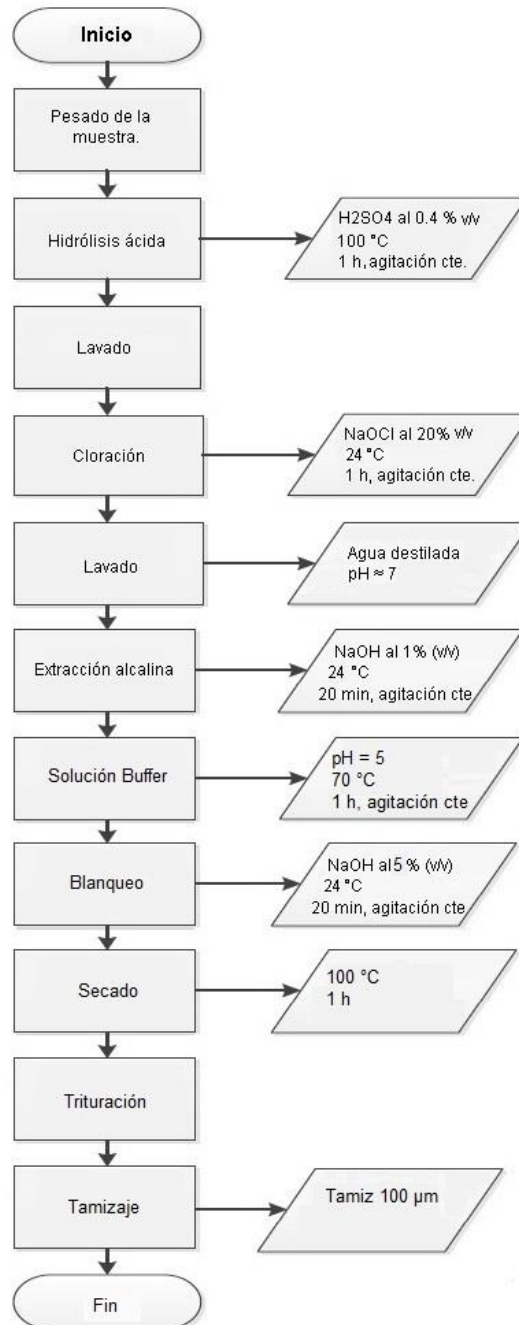 Inicio
Pesado de la
muestra.
Hidrólisis ácida
H2SO4 al 0.4 % v/v
100 °C
1 h, agitación cte.
Lavado
Cloración
NaOCl al 20% v/v
24 °C
1 h, agitación cte.
Lavado
Agua destilada
pH ≈ 7
Extracción alcalina
NaOH al 1% (v/v)
24 °C
20 min, agitación cte
Solución Buffer
pH = 5
70 °C
1 h, agitación cte
Blanqueo
NaOH al 5 % (v/v)
24 °C
20 min, agitación cte
Secado
100 °C
1 h
Trituración
Tamizaje
Tamiz 100 µm
Fin